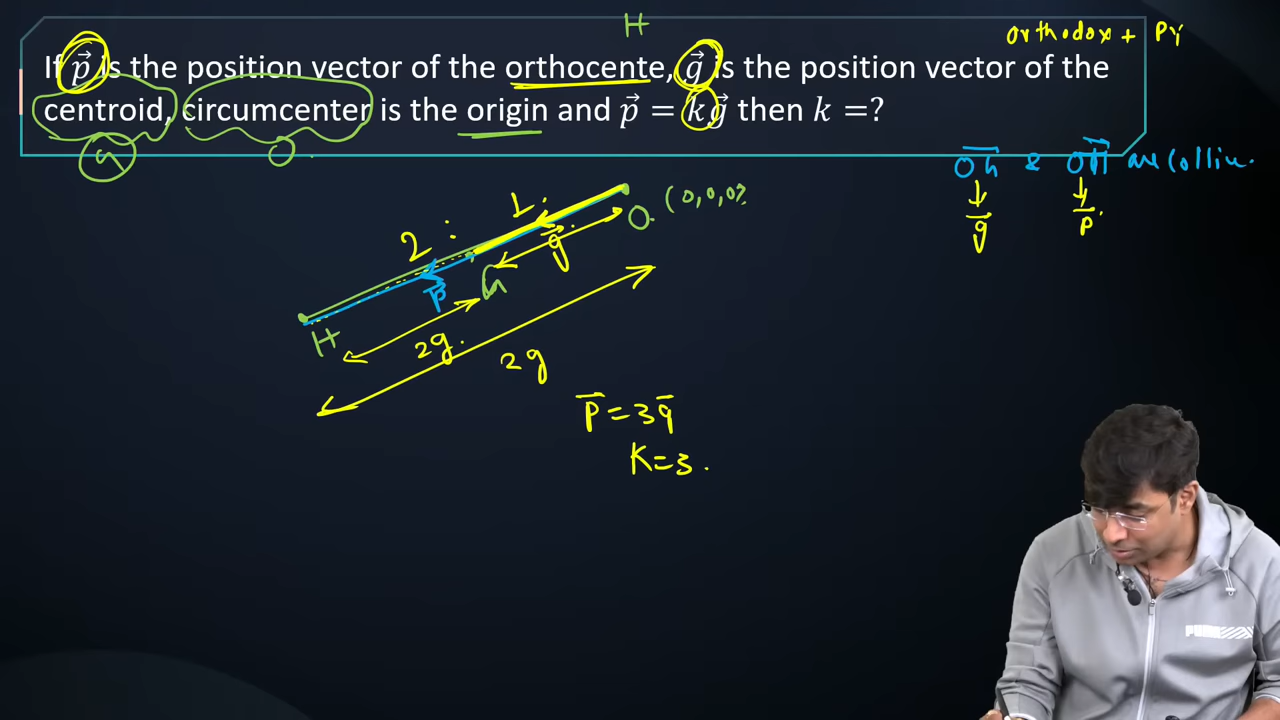 H
orthodox + Py
If p⃗ is the position vector of the orthocente, g⃗ is the position vector of the
centroid, circumcenter is the origin and p⃗ = kg⃗ then k =?
G
O
OG & OH are collin.
g
p.
1:
2 :
O. (0,0,0)
g
G
p
H
2g.
2g
p = 3g
K=3.